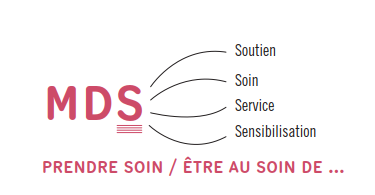 MDS
Soutien
Soin
Service
Sensibilisation
PRENDRE SOIN / ÊTRE AU SOIN DE ...